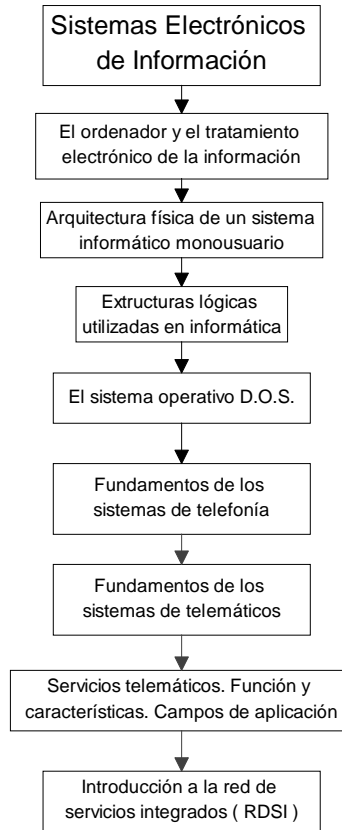 Sistemas Electrónicos
de Información
El ordenador y el tratamiento
electrónico de la información
Arquitectura física de un sistema
informático monousuario
Extructuras lógicas
utilizadas en informática
El sistema operativo D.O.S.
Fundamentos de los
sistemas de telefonía
Fundamentos de los
sistemas de telemáticos
Servicios telemáticos. Función y
características. Campos de aplicación
Introducción a la red de
servicios integrados ( RDSI )